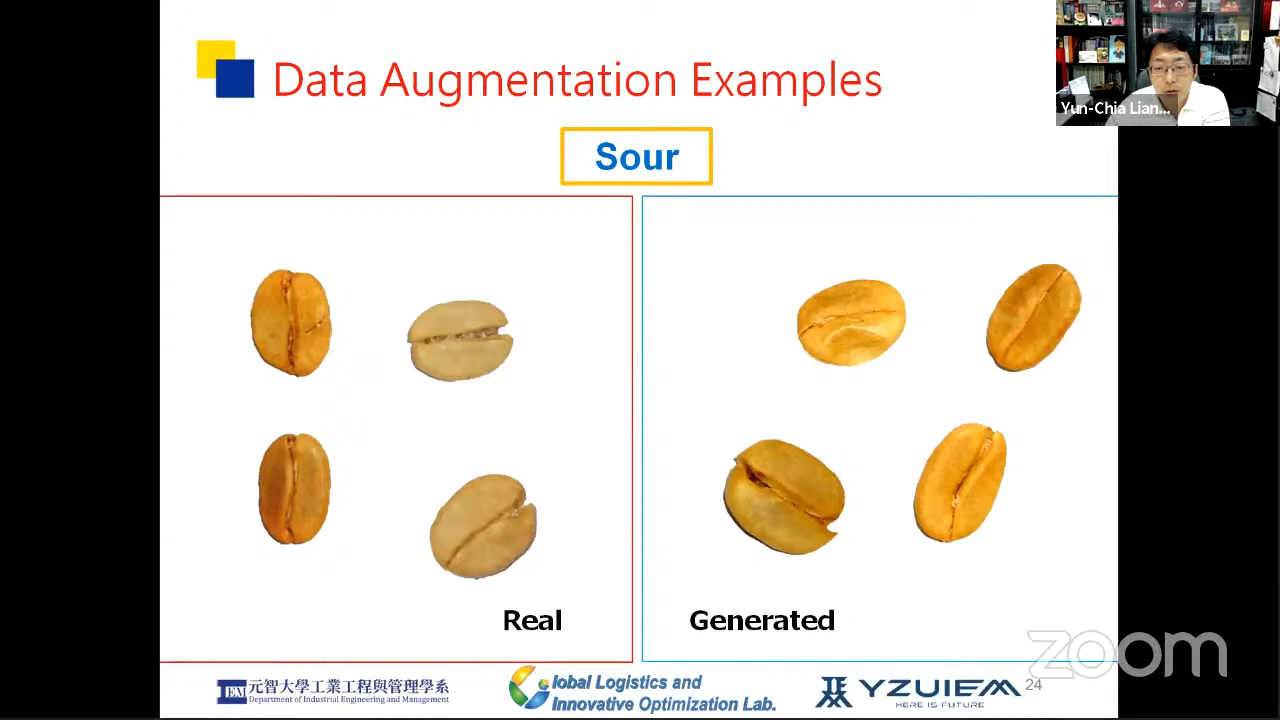 Data Augmentation Examples
Yun-Chia Lian...
Sour
Real
Generated
zoom
IEM 元智大學工業工程與管理學系
Department of Industrial Engineering and Management
Global Logistics and
Innovative Optimization Lab.
YZUIEM
HERE IS FUTURE
24